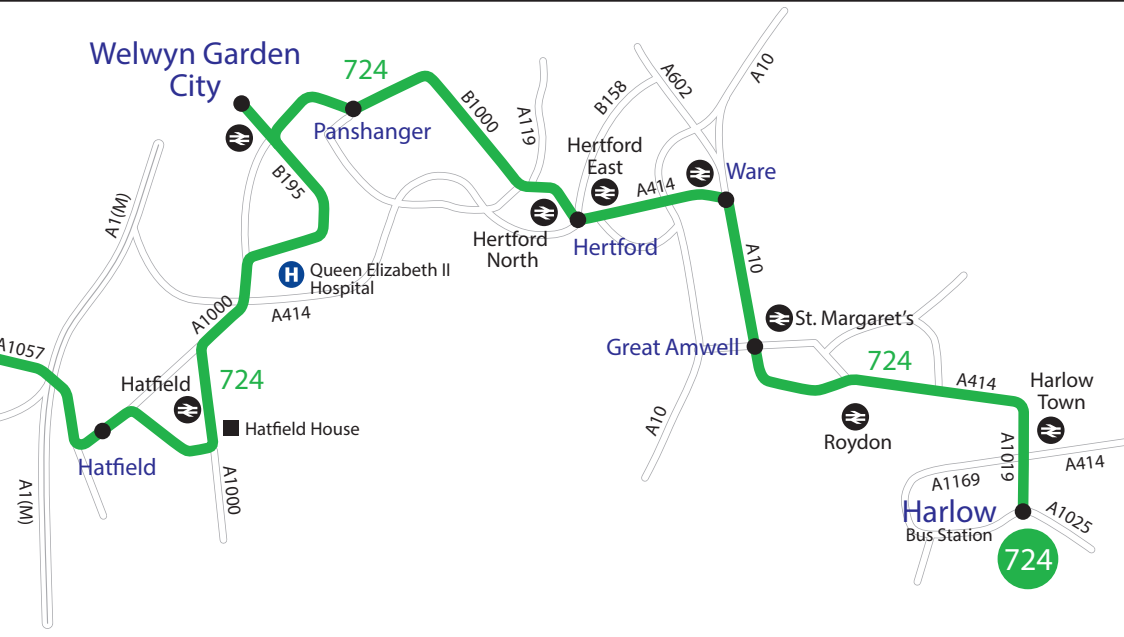 Welwyn Garden
City
724
Panshanger
B1000
A119
B158
A602
A10
Hertford
East
A414
Ware
B195
A1(M)
Hertford
North
Hertford
A10
H
Queen Elizabeth II
Hospital
A414
A1000
St. Margaret's
Great Amwell
A1057
Hatfield
724
724
A414
Harlow
Town
Hatfield House
A10
Roydon
A1019
A414
Hatfield
A1000
A1(M)
A1169
Harlow
Bus Station
A1025
724